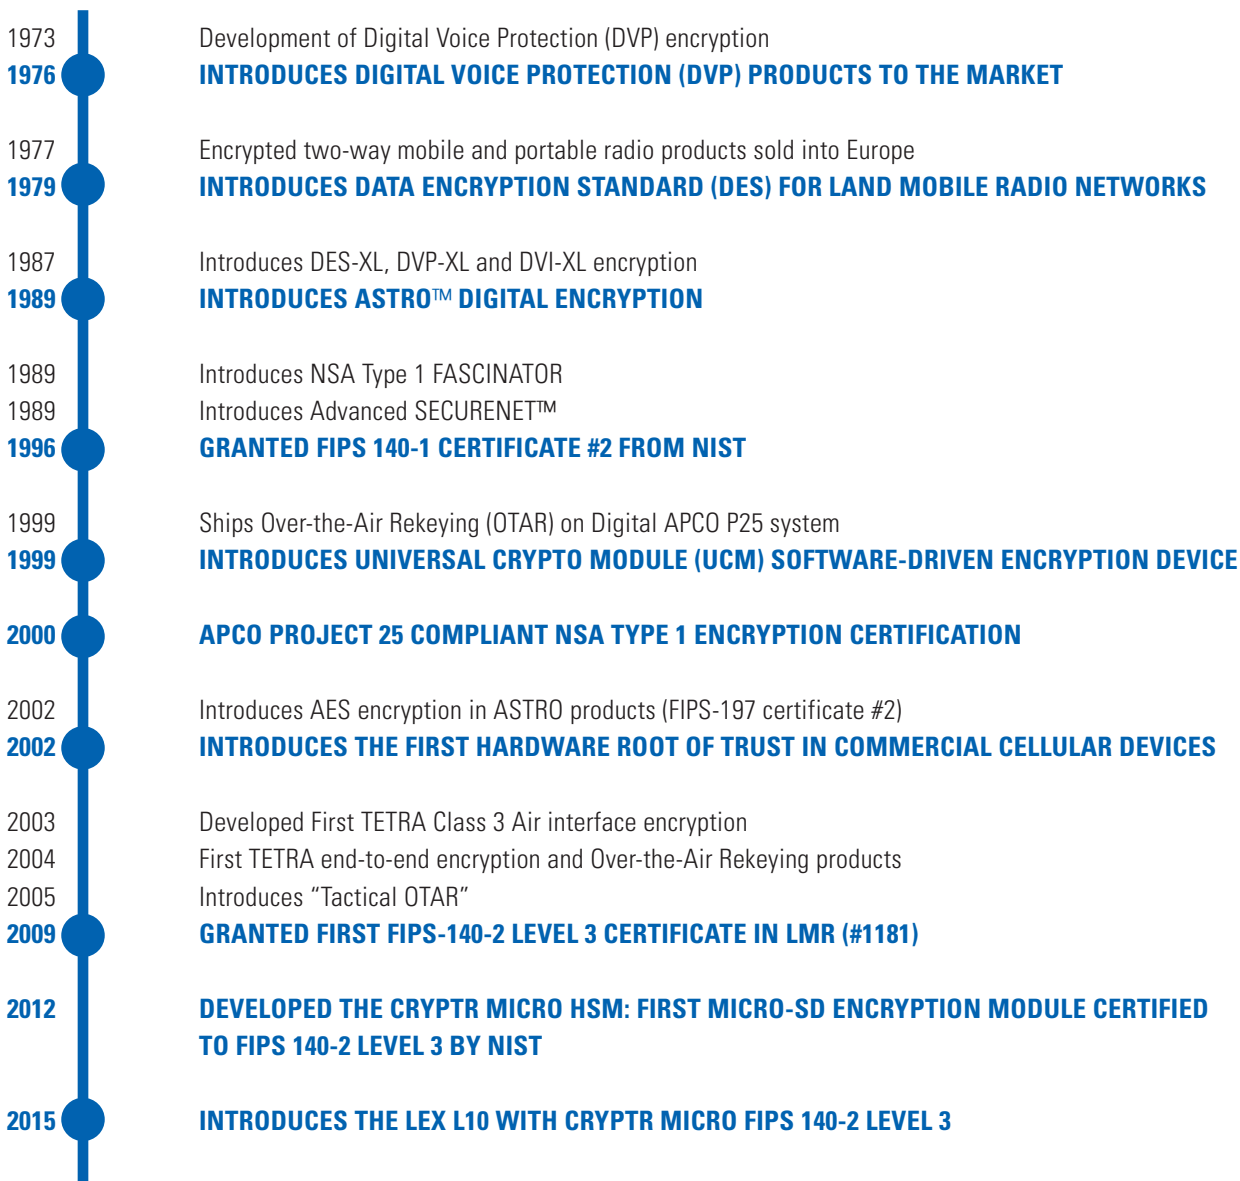 1973 Development of Digital Voice Protection (DVP) encryption
1976 INTRODUCES DIGITAL VOICE PROTECTION (DVP) PRODUCTS TO THE MARKET
1977 Encrypted two-way mobile and portable radio products sold into Europe
1979 INTRODUCES DATA ENCRYPTION STANDARD (DES) FOR LAND MOBILE RADIO NETWORKS
1987 Introduces DES-XL, DVP-XL and DVI-XL encryption
1989 INTRODUCES ASTRO™ DIGITAL ENCRYPTION
1989 Introduces NSA Type 1 FASCINATOR
1989 Introduces Advanced SECURENET™
1996 GRANTED FIPS 140-1 CERTIFICATE #2 FROM NIST
1999 Ships Over-the-Air Rekeying (OTAR) on Digital APCO P25 system
1999 INTRODUCES UNIVERSAL CRYPTO MODULE (UCM) SOFTWARE-DRIVEN ENCRYPTION DEVICE
2000 APCO PROJECT 25 COMPLIANT NSA TYPE 1 ENCRYPTION CERTIFICATION
2002 Introduces AES encryption in ASTRO products (FIPS-197 certificate #2)
2002 INTRODUCES THE FIRST HARDWARE ROOT OF TRUST IN COMMERCIAL CELLULAR DEVICES
2003 Developed First TETRA Class 3 Air interface encryption
2004 First TETRA end-to-end encryption and Over-the-Air Rekeying products
2005 Introduces “Tactical OTAR”
2009 GRANTED FIRST FIPS-140-2 LEVEL 3 CERTIFICATE IN LMR (#1181)
2012 DEVELOPED THE CRYPTR MICRO HSM: FIRST MICRO-SD ENCRYPTION MODULE CERTIFIED
TO FIPS 140-2 LEVEL 3 BY NIST
2015 INTRODUCES THE LEX L10 WITH CRYPTR MICRO FIPS 140-2 LEVEL 3